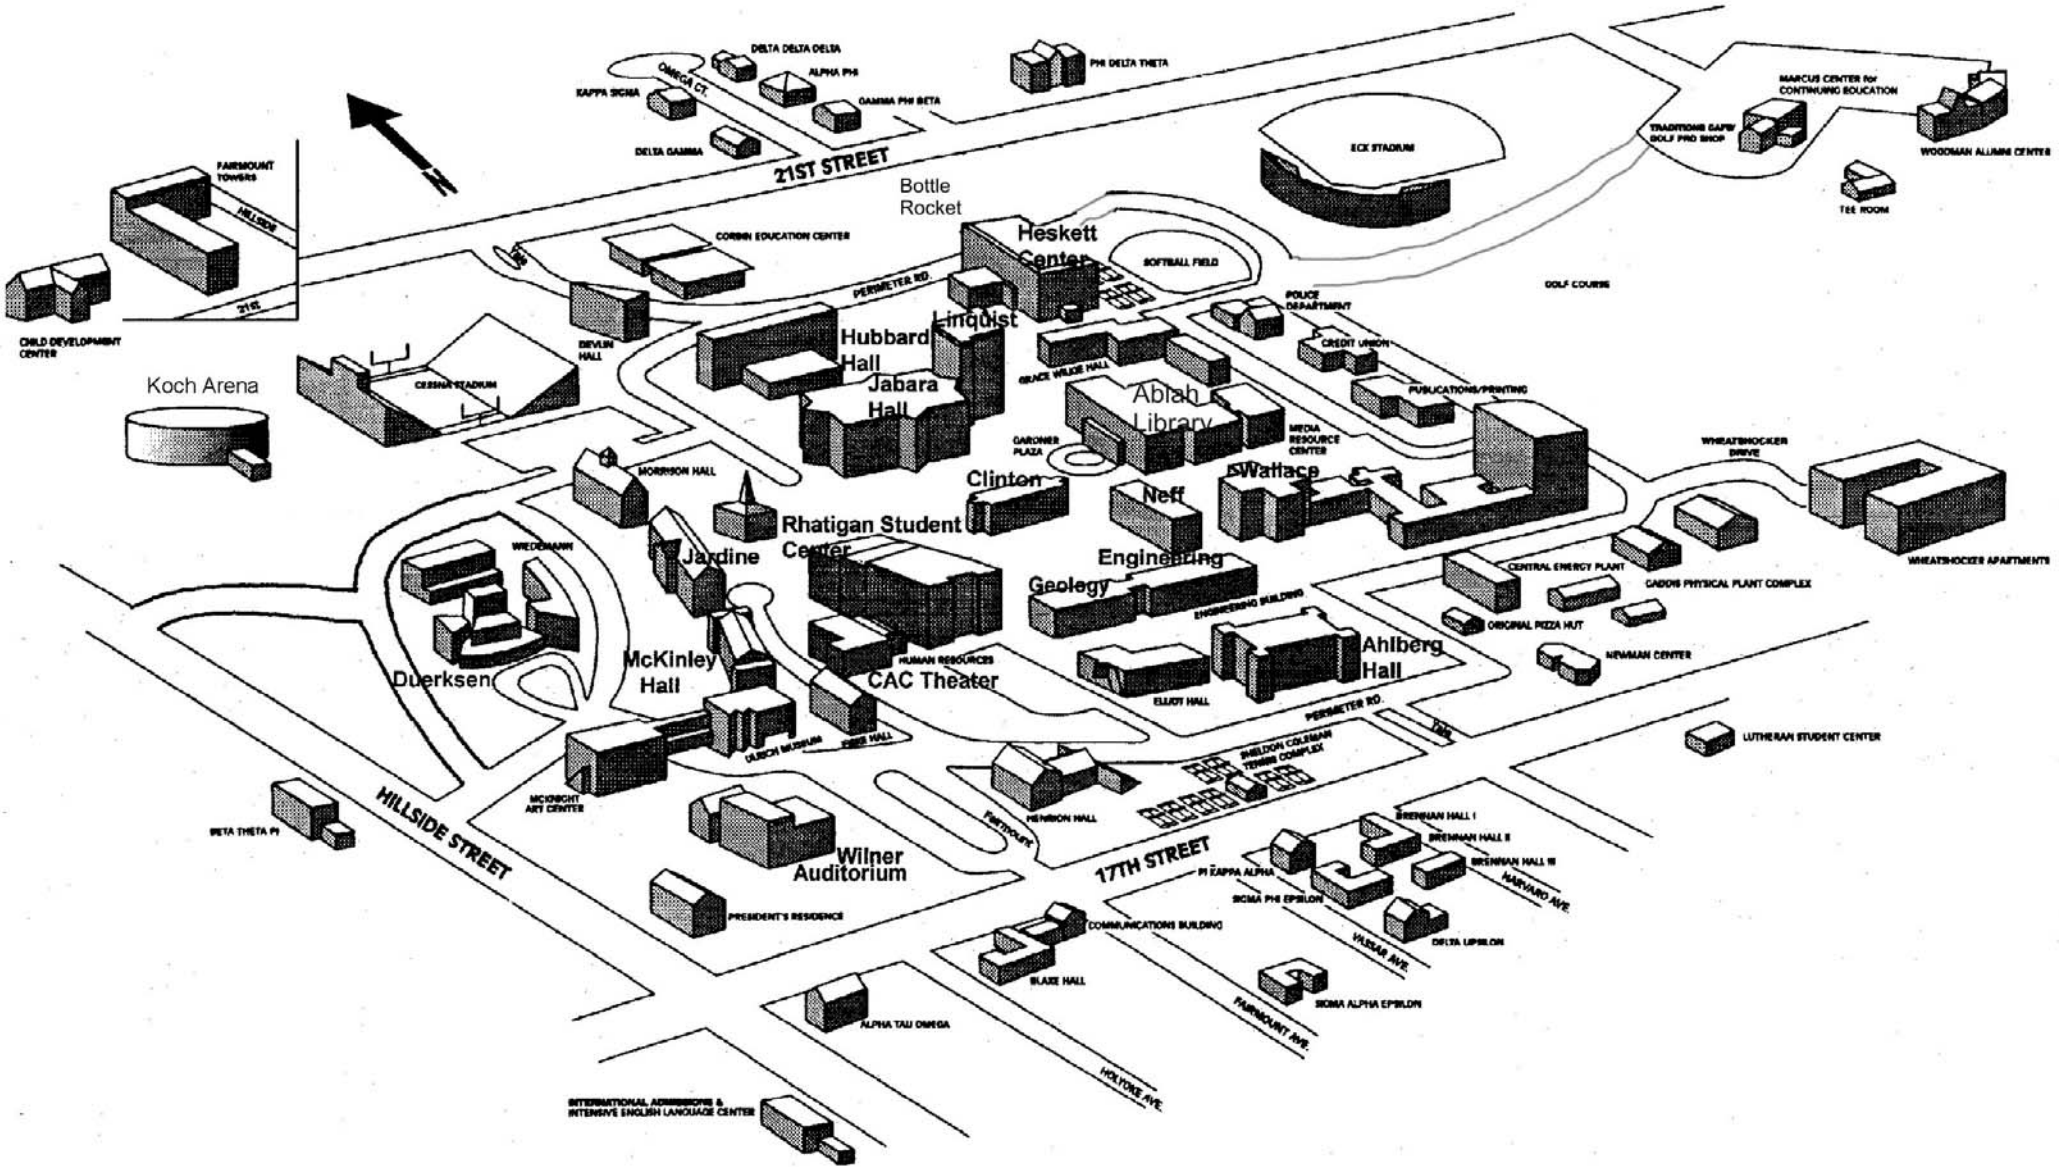 DELTA DELTA DELTA
OMEGA CT.
ALPHA PHI
KAPPA SIGMA
GAMMA PHI BETA
DELTA GAMMA
PHI DELTA THETA
MARCUS CENTER for
CONTINUING EDUCATION
TRADITIONS CAFE/
GOLF PRO SHOP
WOODMAN ALUMNI CENTER
TEE ROOM
ECK STADIUM
N
FAIRMOUNT
TOWERS
HILLSIDE
21ST
21ST STREET
Bottle
Rocket
CORBIN EDUCATION CENTER
Heskett
Center
SOFTBALL FIELD
GOLF COURSE
PERIMETER RD.
POLICE
DEPARTMENT
CHILD DEVELOPMENT
CENTER
DEVLIN
HALL
Hubbard
Hall
Linquist
CREDIT UNION
GRACE WILKIE HALL
Koch Arena
CESSNA STADIUM
Jabara
Hall
Ablah
Library
PUBLICATIONS/PRINTING
GARDNER
PLAZA
MEDIA
RESOURCE
CENTER
WHEATSHOCKER
DRIVE
MORRISON HALL
Clinton
Neff
Wallace
Rhatigan Student
Center
WIEDEMANN
Jardine
Engineering
Geology
ENGINEERING BUILDING
CENTRAL ENERGY PLANT
GADDIS PHYSICAL PLANT COMPLEX
WHEATSHOCKER APARTMENTS
ORIGINAL PIZZA HUT
NEWMAN CENTER
Duerksen
McKinley
Hall
HUMAN RESOURCES
CAC Theater
Ahlberg
Hall
ELLIOT HALL
PERIMETER RD.
ULRICH MUSEUM
FISKE HALL
SHELDON COLEMAN
TENNIS COMPLEX
LUTHERAN STUDENT CENTER
MCKNIGHT
ART CENTER
HENRION HALL
Fairmount
BETA THETA PI
HILLSIDE STREET
Wilner
Auditorium
17TH STREET
BRENNAN HALL I
BRENNAN HALL II
BRENNAN HALL III
HARVARD AVE.
PI KAPPA ALPHA
SIGMA PHI EPSILON
DELTA UPSILON
VASSAR AVE.
PRESIDENT'S RESIDENCE
COMMUNICATIONS BUILDING
BLAKE HALL
SIGMA ALPHA EPSILON
FAIRMOUNT AVE.
ALPHA TAU OMEGA
HOLYOKE AVE.
INTERNATIONAL ADMISSIONS &
INTENSIVE ENGLISH LANGUAGE CENTER